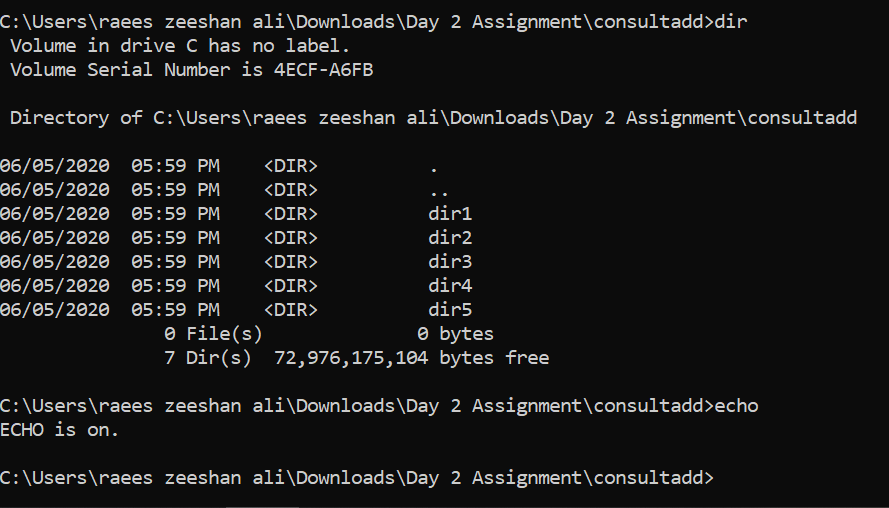 C:\Users\raees zeeshan ali\Downloads\Day 2 Assignment\consultadd>dir
 Volume in drive C has no label.
 Volume Serial Number is 4ECF-A6FB
 Directory of C:\Users\raees zeeshan ali\Downloads\Day 2 Assignment\consultadd
06/05/2020  05:59 PM    <DIR>          .
06/05/2020  05:59 PM    <DIR>          ..
06/05/2020  05:59 PM    <DIR>          dir1
06/05/2020  05:59 PM    <DIR>          dir2
06/05/2020  05:59 PM    <DIR>          dir3
06/05/2020  05:59 PM    <DIR>          dir4
06/05/2020  05:59 PM    <DIR>          dir5
               0 File(s)              0 bytes
               7 Dir(s)  72,976,175,104 bytes free
C:\Users\raees zeeshan ali\Downloads\Day 2 Assignment\consultadd>echo
ECHO is on.
C:\Users\raees zeeshan ali\Downloads\Day 2 Assignment\consultadd>